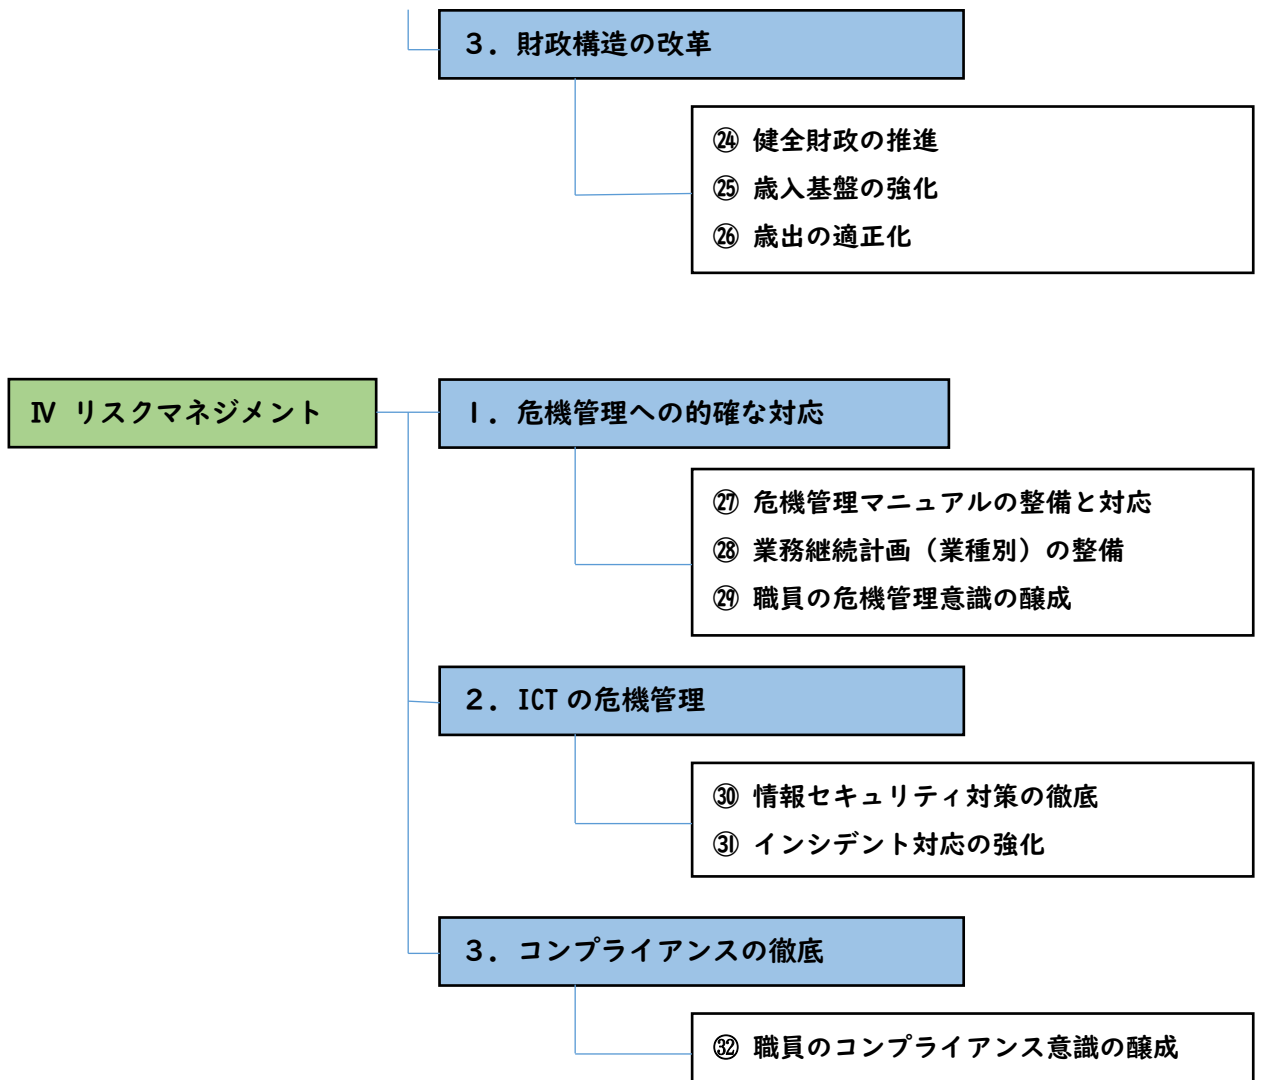 ３．財政構造の改革
㉔ 健全財政の推進
㉕ 歳入基盤の強化
㉖ 歳出の適正化
Ⅳ リスクマネジメント
１．危機管理への的確な対応
㉗ 危機管理マニュアルの整備と対応
㉘ 業務継続計画（業種別）の整備
㉙ 職員の危機管理意識の醸成
２．ICT の危機管理
㉚ 情報セキュリティ対策の徹底
㉛ インシデント対応の強化
３．コンプライアンスの徹底
㉜ 職員のコンプライアンス意識の醸成